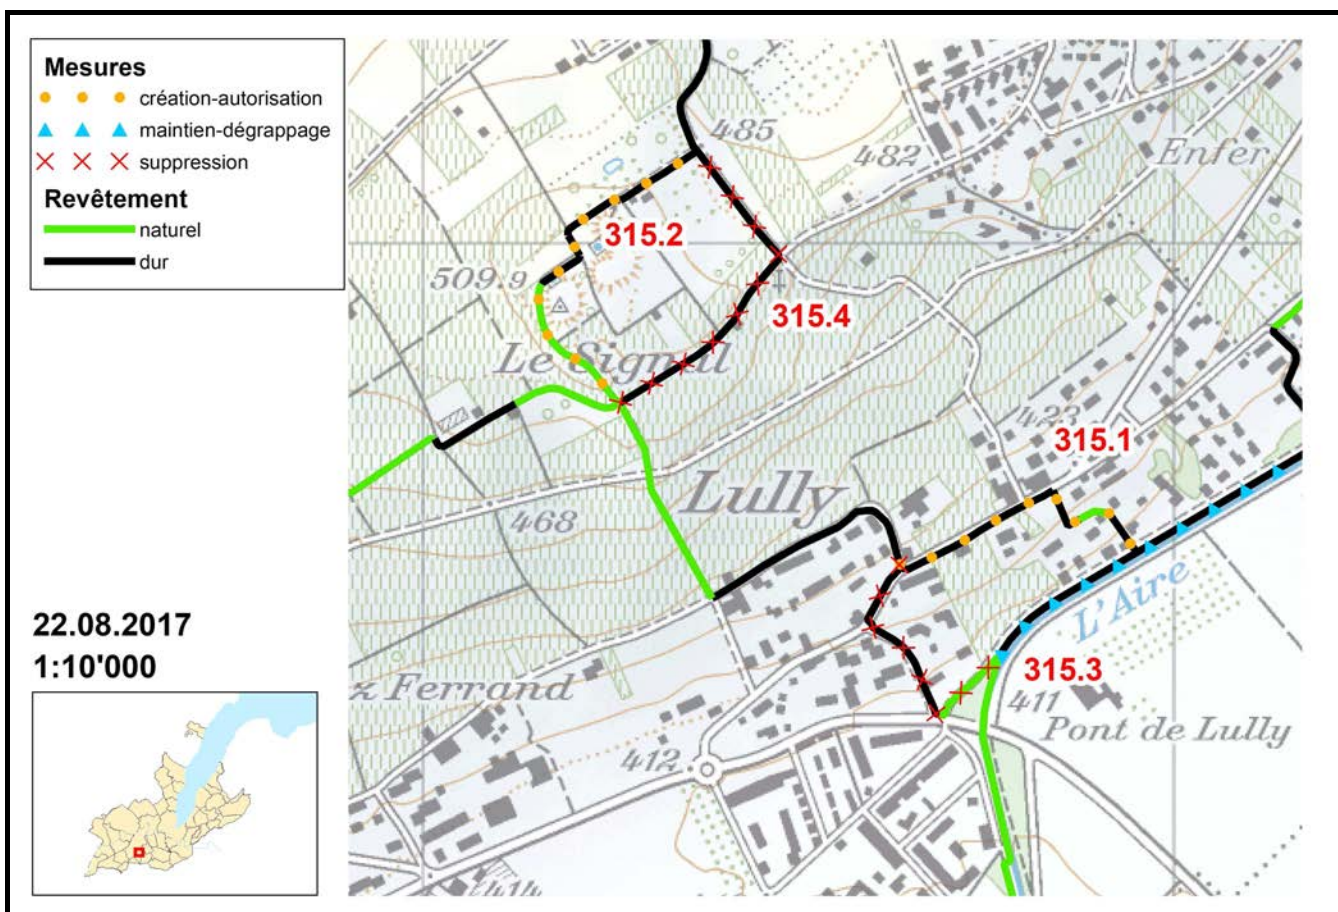 Mesures
création-autorisation
maintien-dégrappage
suppression
Revêtement
naturel
dur
485
482
Enfer
315.2
509.9
315.4
Le Signal
423
315.1
Lully
468
L'Aire
22.08.2017
1:10'000
315.3
z Ferrand
411
Pont de Lully
412
414